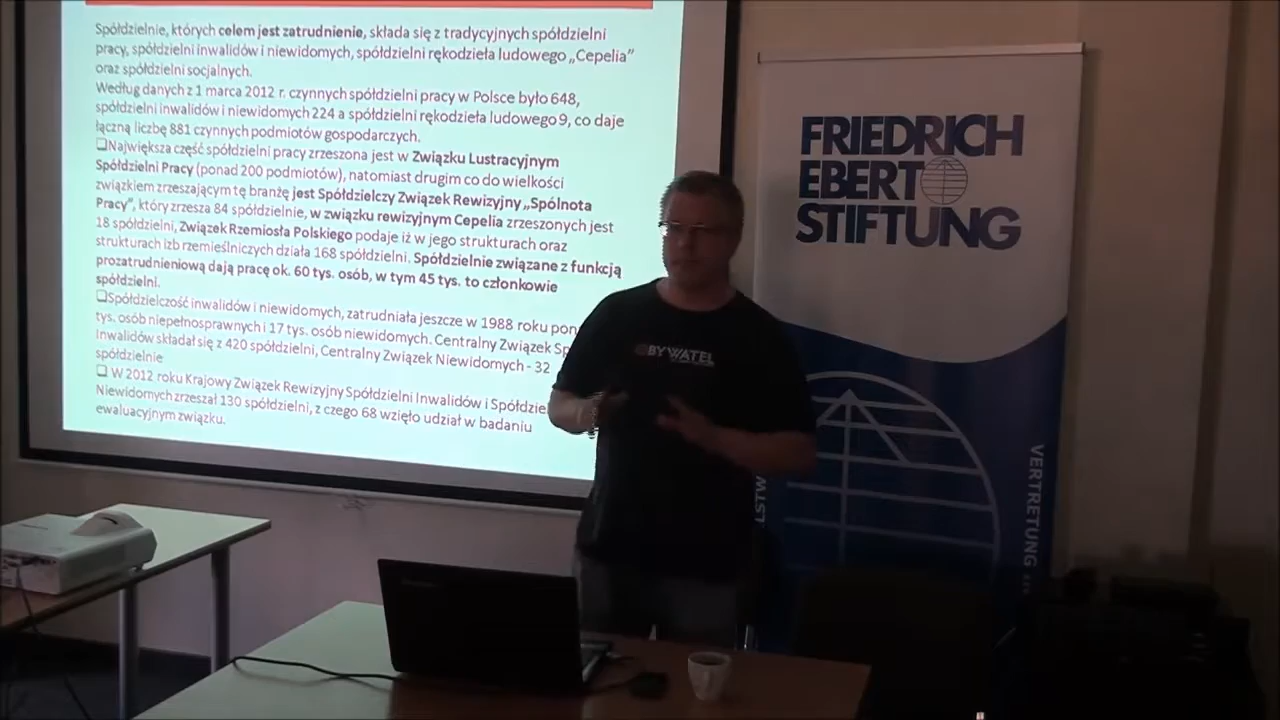 Spółdzielnie, których celem jest zatrudnienie, składa się z tradycyjnych spółdzielni
pracy, spółdzielni inwalidów i niewidomych, spółdzielni rękodzieła ludowego „Cepelia”
oraz spółdzielni socjalnych.
Według danych z 1 marca 2012 r. czynnych spółdzielni pracy w Polsce było 648,
spółdzielni inwalidów i niewidomych 224 a spółdzielni rękodzieła ludowego 9, co daje
łączną liczbę 881 czynnych podmiotów gospodarczych.
❑Największa część spółdzielni pracy zrzeszona jest w Związku Lustracyjnym
Spółdzielni Pracy (ponad 200 podmiotów), natomiast drugim co do wielkości
związkiem zrzeszającym tę branżę jest Spółdzielczy Związek Rewizyjny „Spólnota
Pracy”, który zrzesza 84 spółdzielnie, w związku rewizyjnym Cepelia zrzeszonych jest
18 spółdzielni, Związek Rzemiosła Polskiego podaje iż w jego strukturach oraz
strukturach izb rzemieślniczych działa 168 spółdzielni. Spółdzielnie związane z funkcją
prozatrudnieniową dają pracę ok. 60 tys. osób, w tym 45 tys. to członkowie
spółdzielni.
❑Spółdzielczość inwalidów i niewidomych, zatrudniała jeszcze w 1988 roku pon
tys. osób niepełnosprawnych i 17 tys. osób niewidomych. Centralny Związek Sp
Inwalidów składał się z 420 spółdzielni, Centralny Związek Niewidomych - 32
spółdzielnie
❑ W 2012 roku Krajowy Związek Rewizyjny Spółdzielni Inwalidów i Spółdzie
Niewidomych zrzeszał 130 spółdzielni, z czego 68 wzięło udział w badaniu
ewaluacyjnym związku.
FRIEDRICH
EBERT
STIFTUNG
OBYWATEL
VERTRETUNG